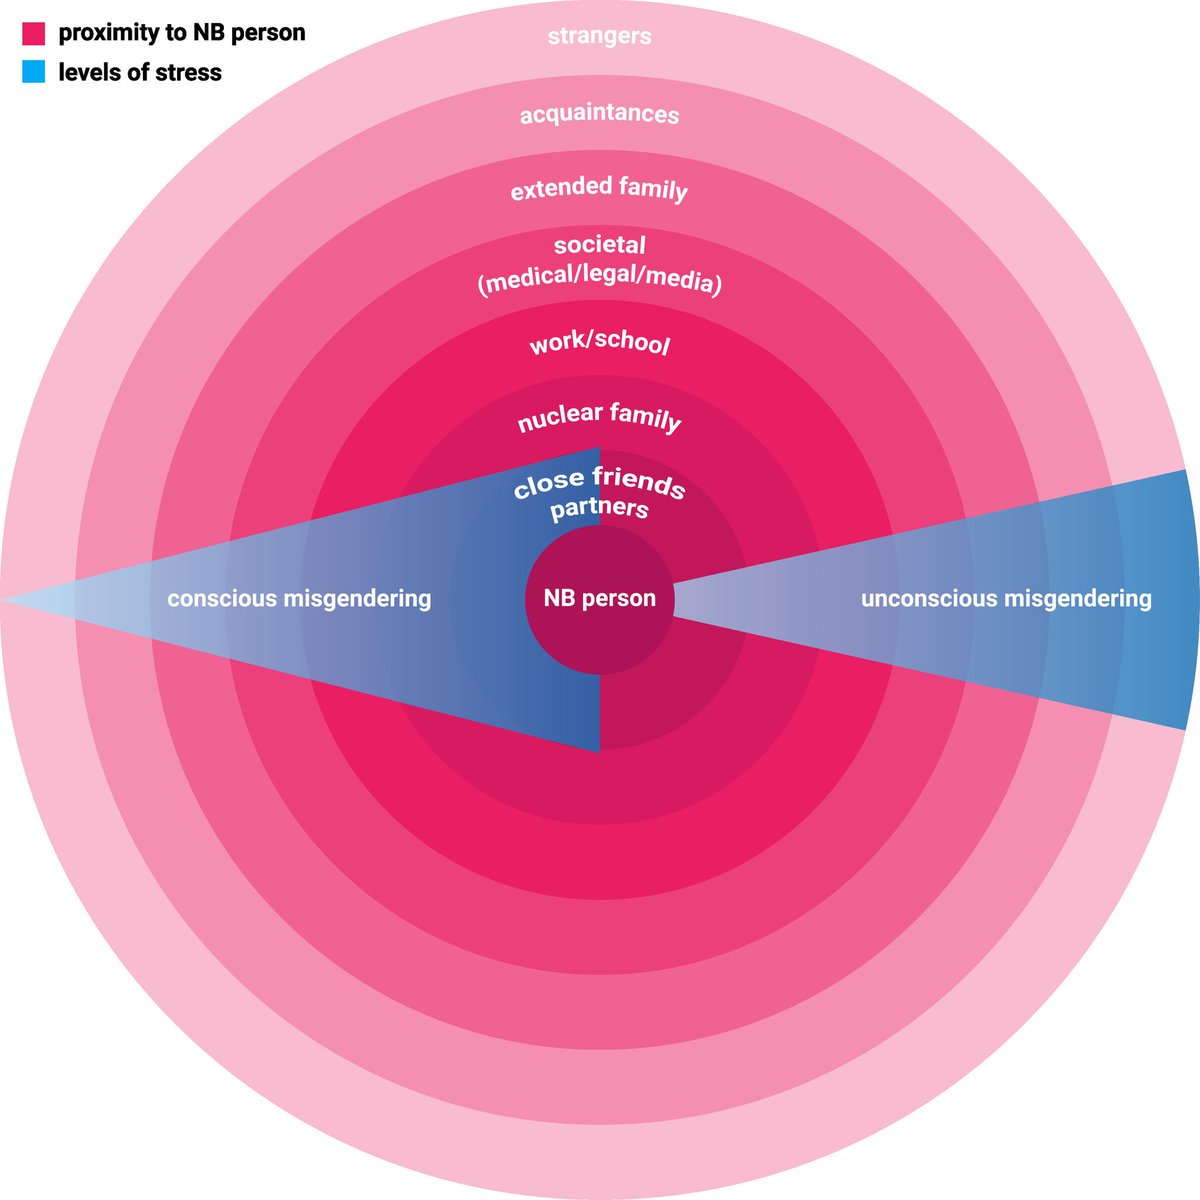 proximity to NB person
levels of stress
strangers
acquaintances
extended family
societal
(medical/legal/media)
work/school
nuclear family
close friends
partners
conscious misgendering
NB person
unconscious misgendering